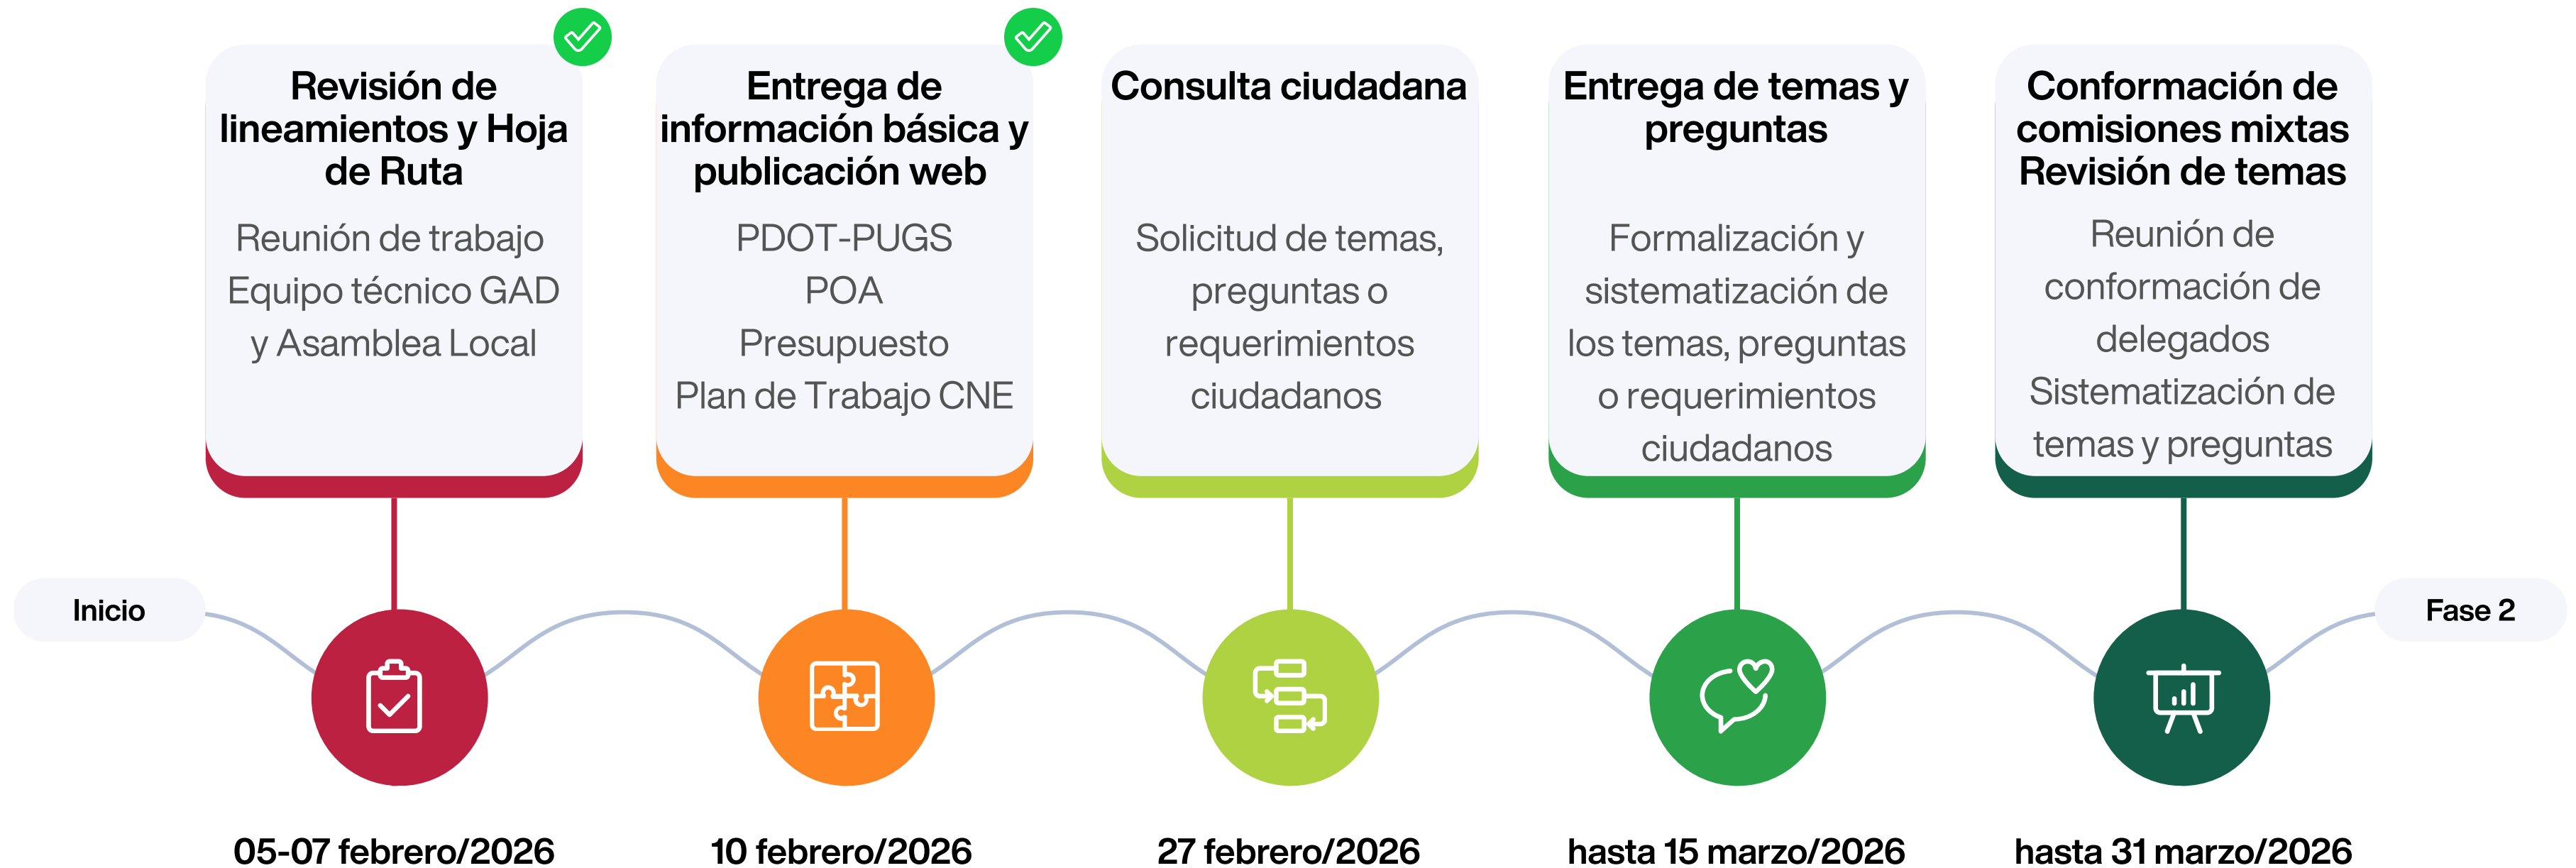 Revisión de
lineamientos y Hoja
de Ruta
Reunión de trabajo
Equipo técnico GAD
y Asamblea Local
Entrega de
información básica y
publicación web
PDOT-PUGS
POA
Presupuesto
Plan de Trabajo CNE
Consulta ciudadana
Solicitud de temas,
preguntas o
requerimientos
ciudadanos
Entrega de temas y
preguntas
Formalización y
sistematización de
los temas, preguntas
o requerimientos
ciudadanos
Conformación de
comisiones mixtas
Revisión de temas
Reunión de
conformación de
delegados
Sistematización de
temas y preguntas
Inicio
Fase 2
05-07 febrero/2026
10 febrero/2026
27 febrero/2026
hasta 15 marzo/2026
hasta 31 marzo/2026